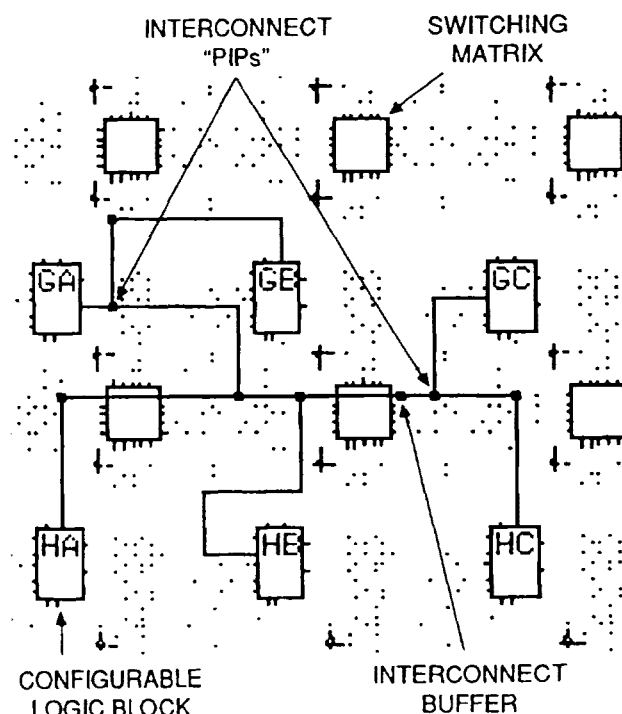 INTERCONNECT
“PIPs”
SWITCHING
MATRIX
GA
GE
GC
HA
HE
HC
CONFIGURABLE
LOGIC BLOCK
INTERCONNECT
BUFFER